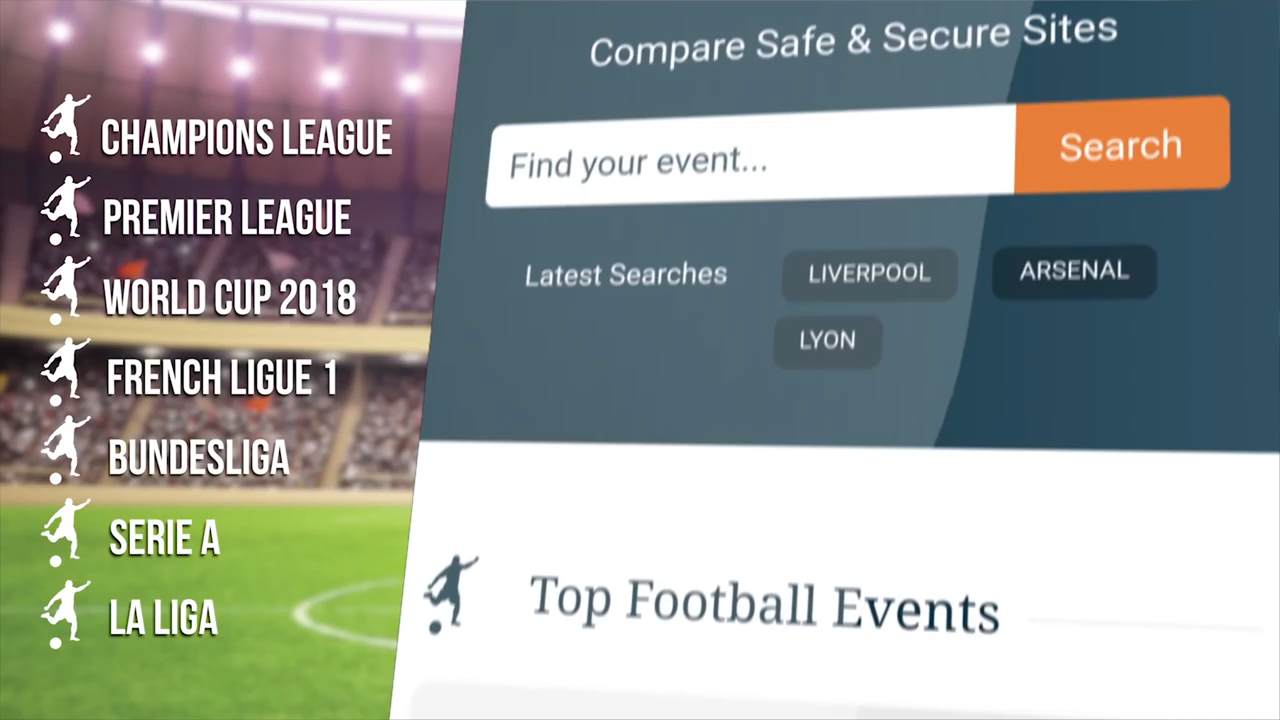 CHAMPIONS LEAGUE
PREMIER LEAGUE
WORLD CUP 2018
FRENCH LIGUE 1
BUNDESLIGA
SERIE A
LA LIGA
Compare Safe & Secure Sites
Find your event...
Search
Latest Searches
LIVERPOOL
ARSENAL
LYON
Top Football Events